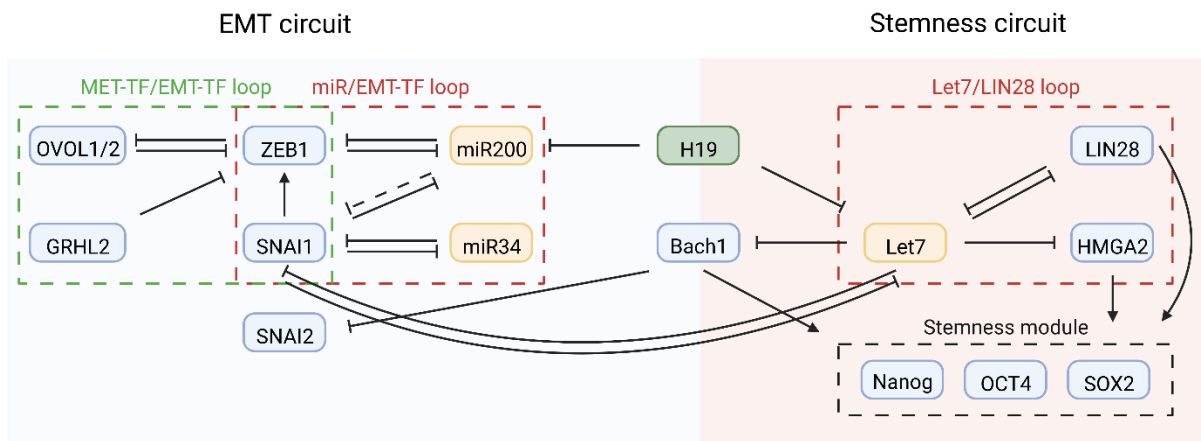 EMT circuit
Stemness circuit
MET-TF/EMT-TF loop
miR/EMT-TF loop
Let7/LIN28 loop
OVOL1/2
ZEB1
miR200
H19
LIN28
GRHL2
SNAI1
miR34
Bach1
Let7
HMGA2
SNAI2
Stemness module
Nanog
OCT4
SOX2